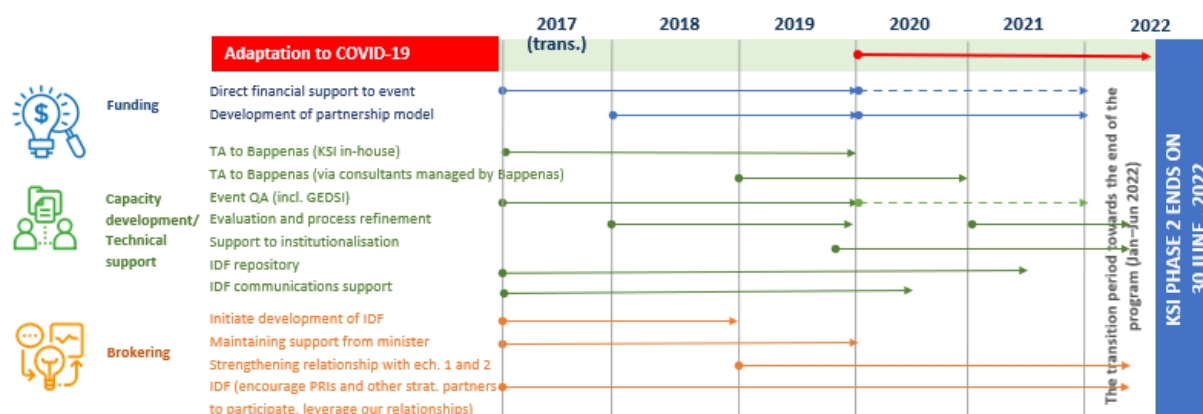 2017 2018 2019 2020 2021 2022
(trans.)
Adaptation to COVID-19
Funding
Direct financial support to event
Development of partnership model
Capacity
development/
Technical
support
TA to Bappenas (KSI in-house)
TA to Bappenas (via consultants managed by Bappenas)
Event QA (incl. GEDSI)
Evaluation and process refinement
Support to institutionalisation
IDF repository
IDF communications support
Brokering
Initiate development of IDF
Maintaining support from minister
Strengthening relationship with ech. 1 and 2
IDF (encourage PRIs and other strat. partners
to participate, leverage our relationships)
The transition period towards the end of the
program (Jan–Jun 2022)
KSI PHASE 2 ENDS ON
30 JUNE 2022